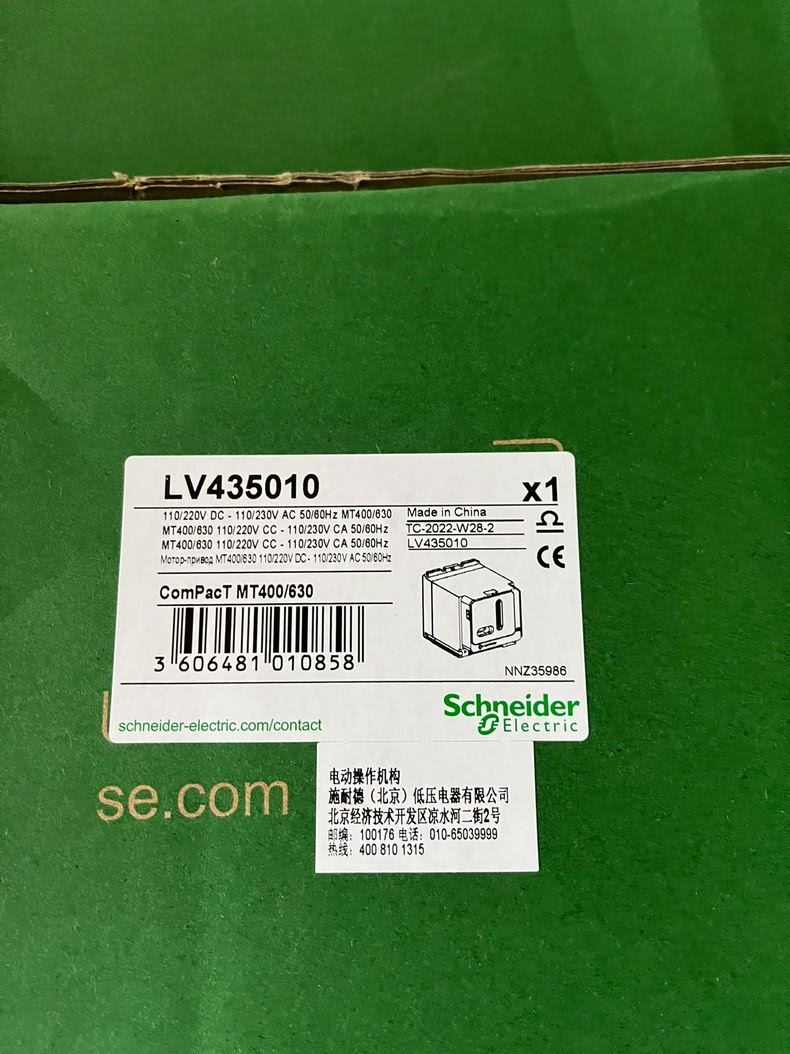 LV435010
x1
110/220V DC - 110/230V AC 50/60Hz MT400/630
MT400/630 110/220V CC - 110/230V CA 50/60Hz
MT400/630 110/220V CC - 110/230V CA 50/60Hz
Мотор-привод MT400/630 110/220V DC- 110/230V AC 50/60Hz
Made in China
TC-2022-W28-2
LV435010
CE
ComPacT MT400/630
3 606481 010858
NNZ35986
schneider-electric.com/contact
Schneider
Electric
se.com
电动操作机构
施耐德（北京）低压电器有限公司
北京经济技术开发区凉水河二街2号
邮编：100176 电话：010-65039999
热线：400 810 1315